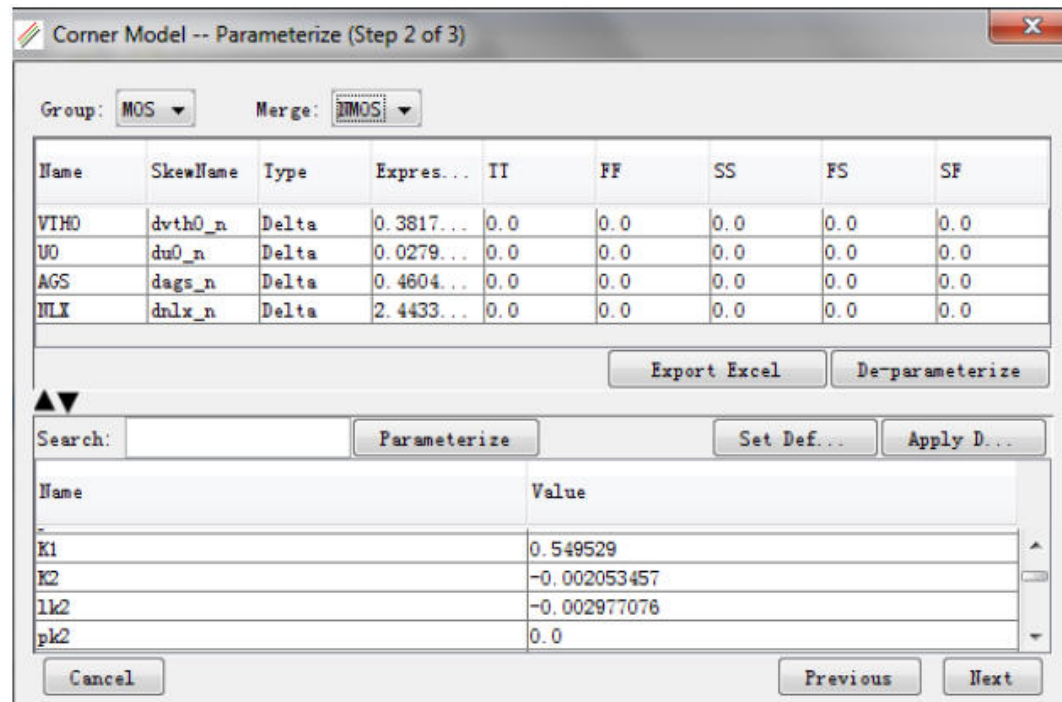 Corner Model -- Parameterize (Step 2 of 3)
Group: MOS Merge: NMOS
Name SkewName Type Expres... TT FF SS FS SF
VTH0 dvth0_n Delta 0.3817... 0.0 0.0 0.0 0.0 0.0
U0 du0_n Delta 0.0279... 0.0 0.0 0.0 0.0 0.0
AGS dags_n Delta 0.4604... 0.0 0.0 0.0 0.0 0.0
NLX dnlx_n Delta 2.4433... 0.0 0.0 0.0 0.0 0.0
Export Excel De-parameterize
Search: Parameterize Set Def... Apply D...
Name Value
K1 0.549529
K2 -0.002053457
lk2 -0.002977076
pk2 0.0
Cancel Previous Next